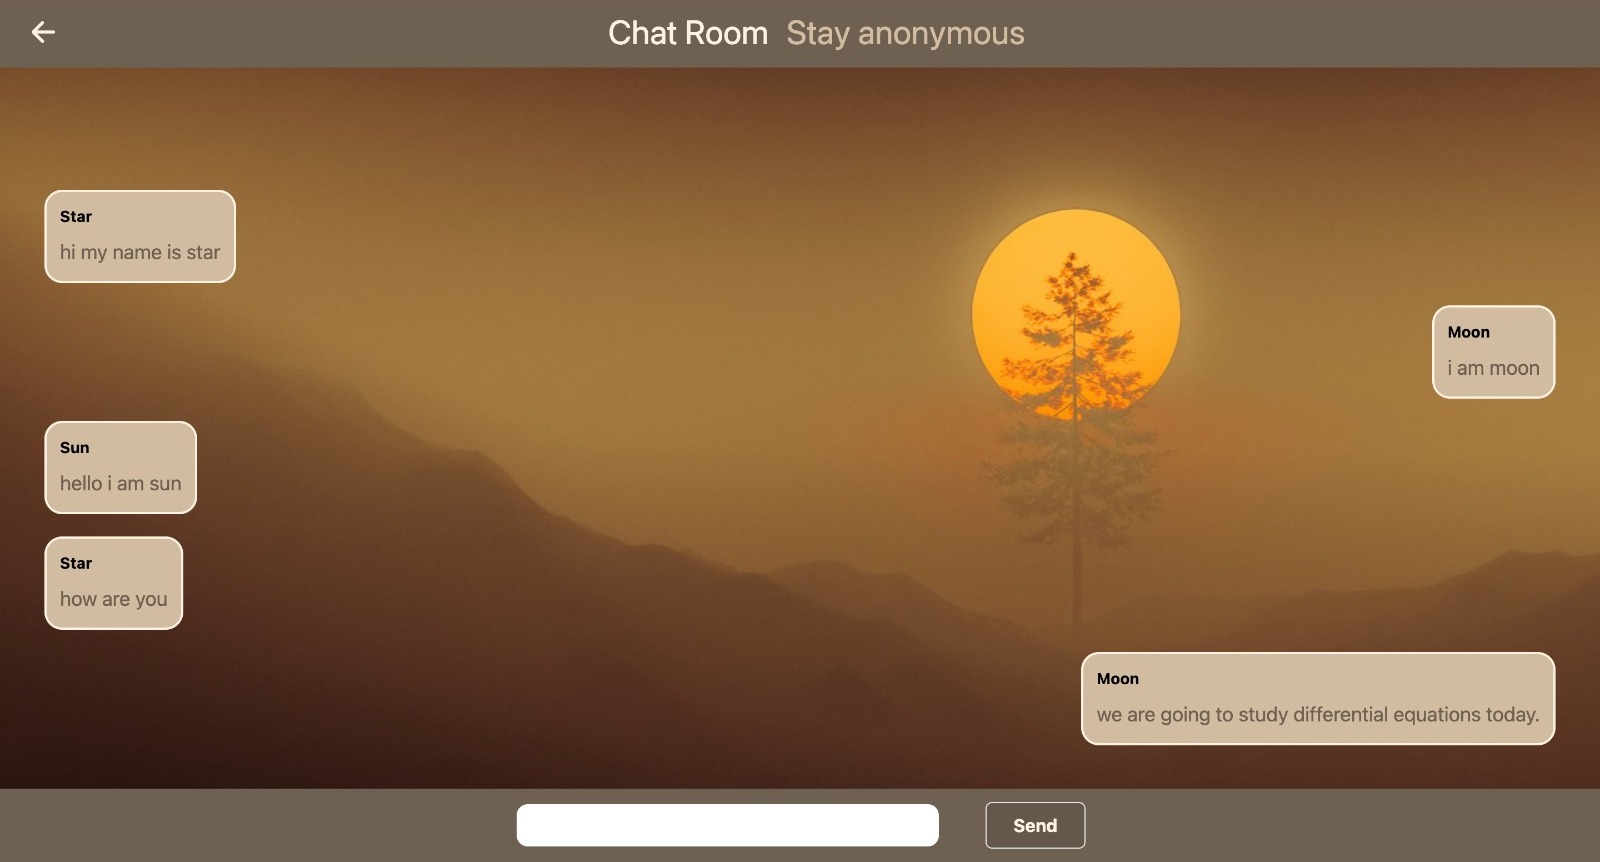 Chat Room Stay anonymous
Star
hi my name is star
Moon
i am moon
Sun
hello i am sun
Star
how are you
Moon
we are going to study differential equations today.
Send